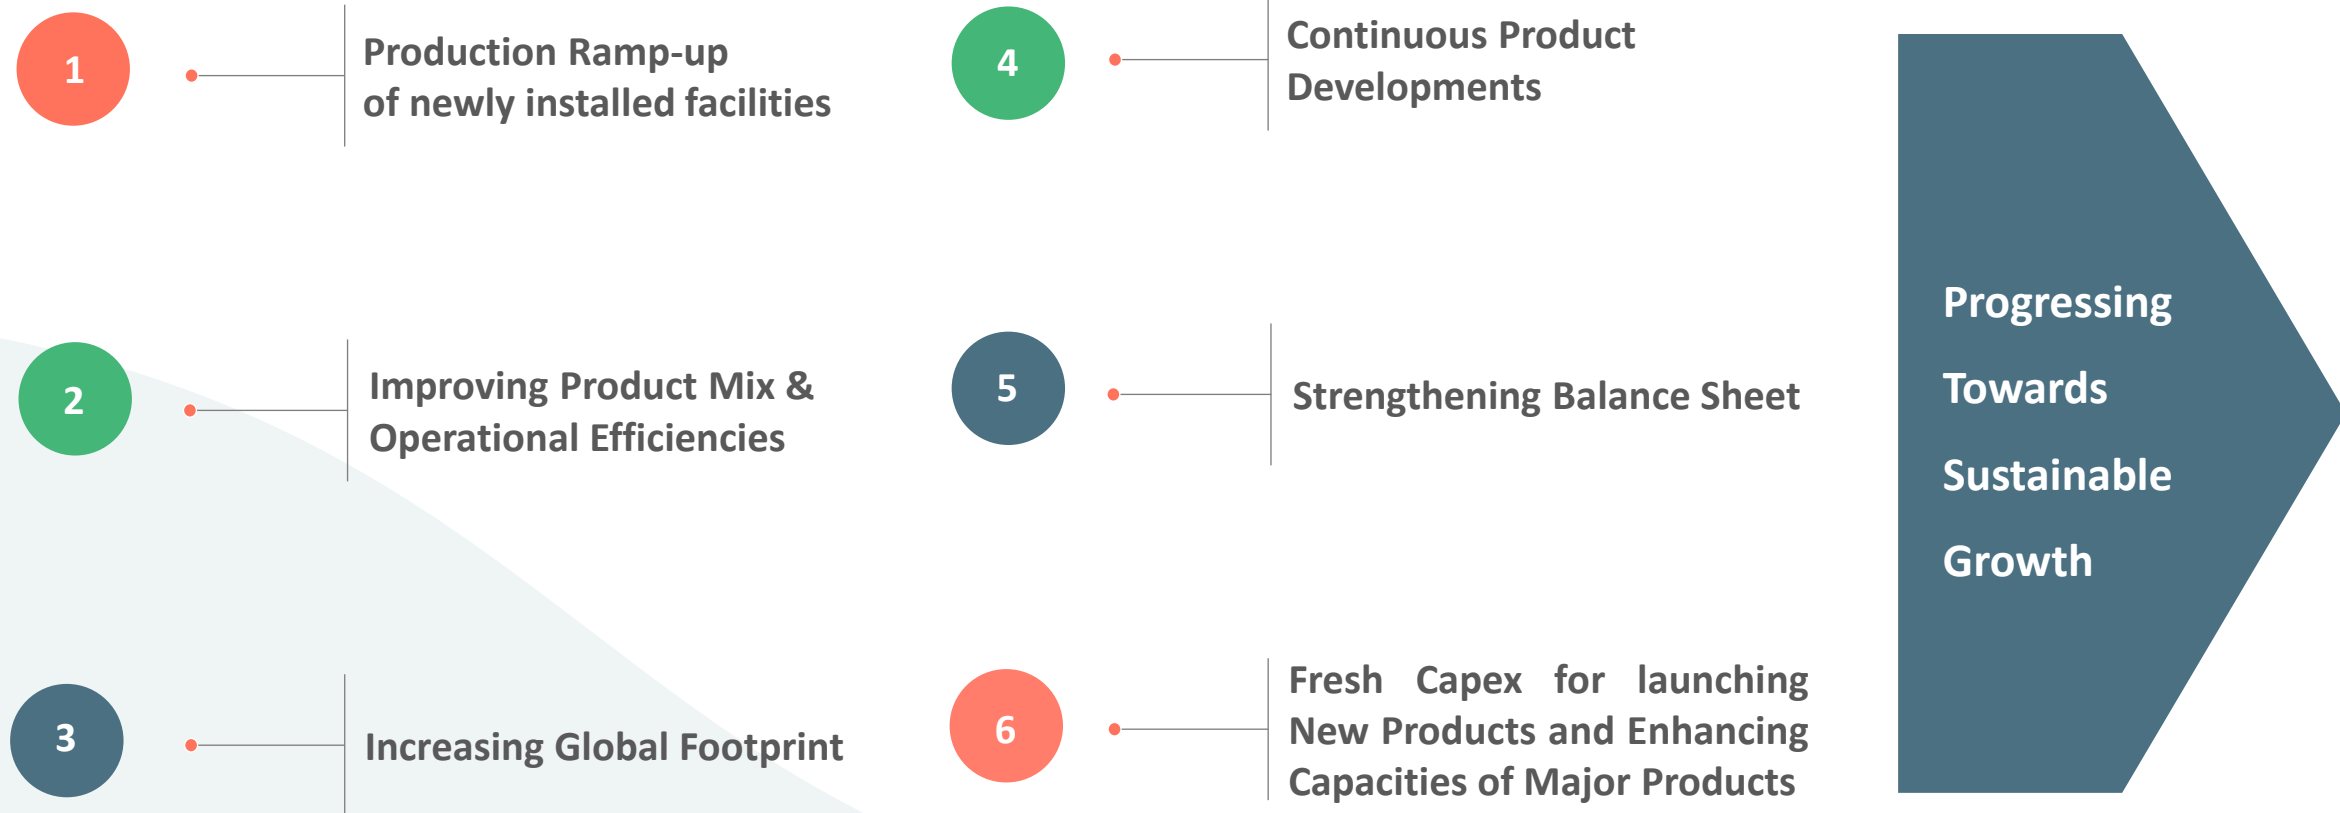 1
Production Ramp-up
of newly installed facilities
2
Improving Product Mix &
Operational Efficiencies
3
Increasing Global Footprint
4
Continuous Product
Developments
5
Strengthening Balance Sheet
6
Fresh Capex for launching
New Products and Enhancing
Capacities of Major Products
Progressing
Towards
Sustainable
Growth